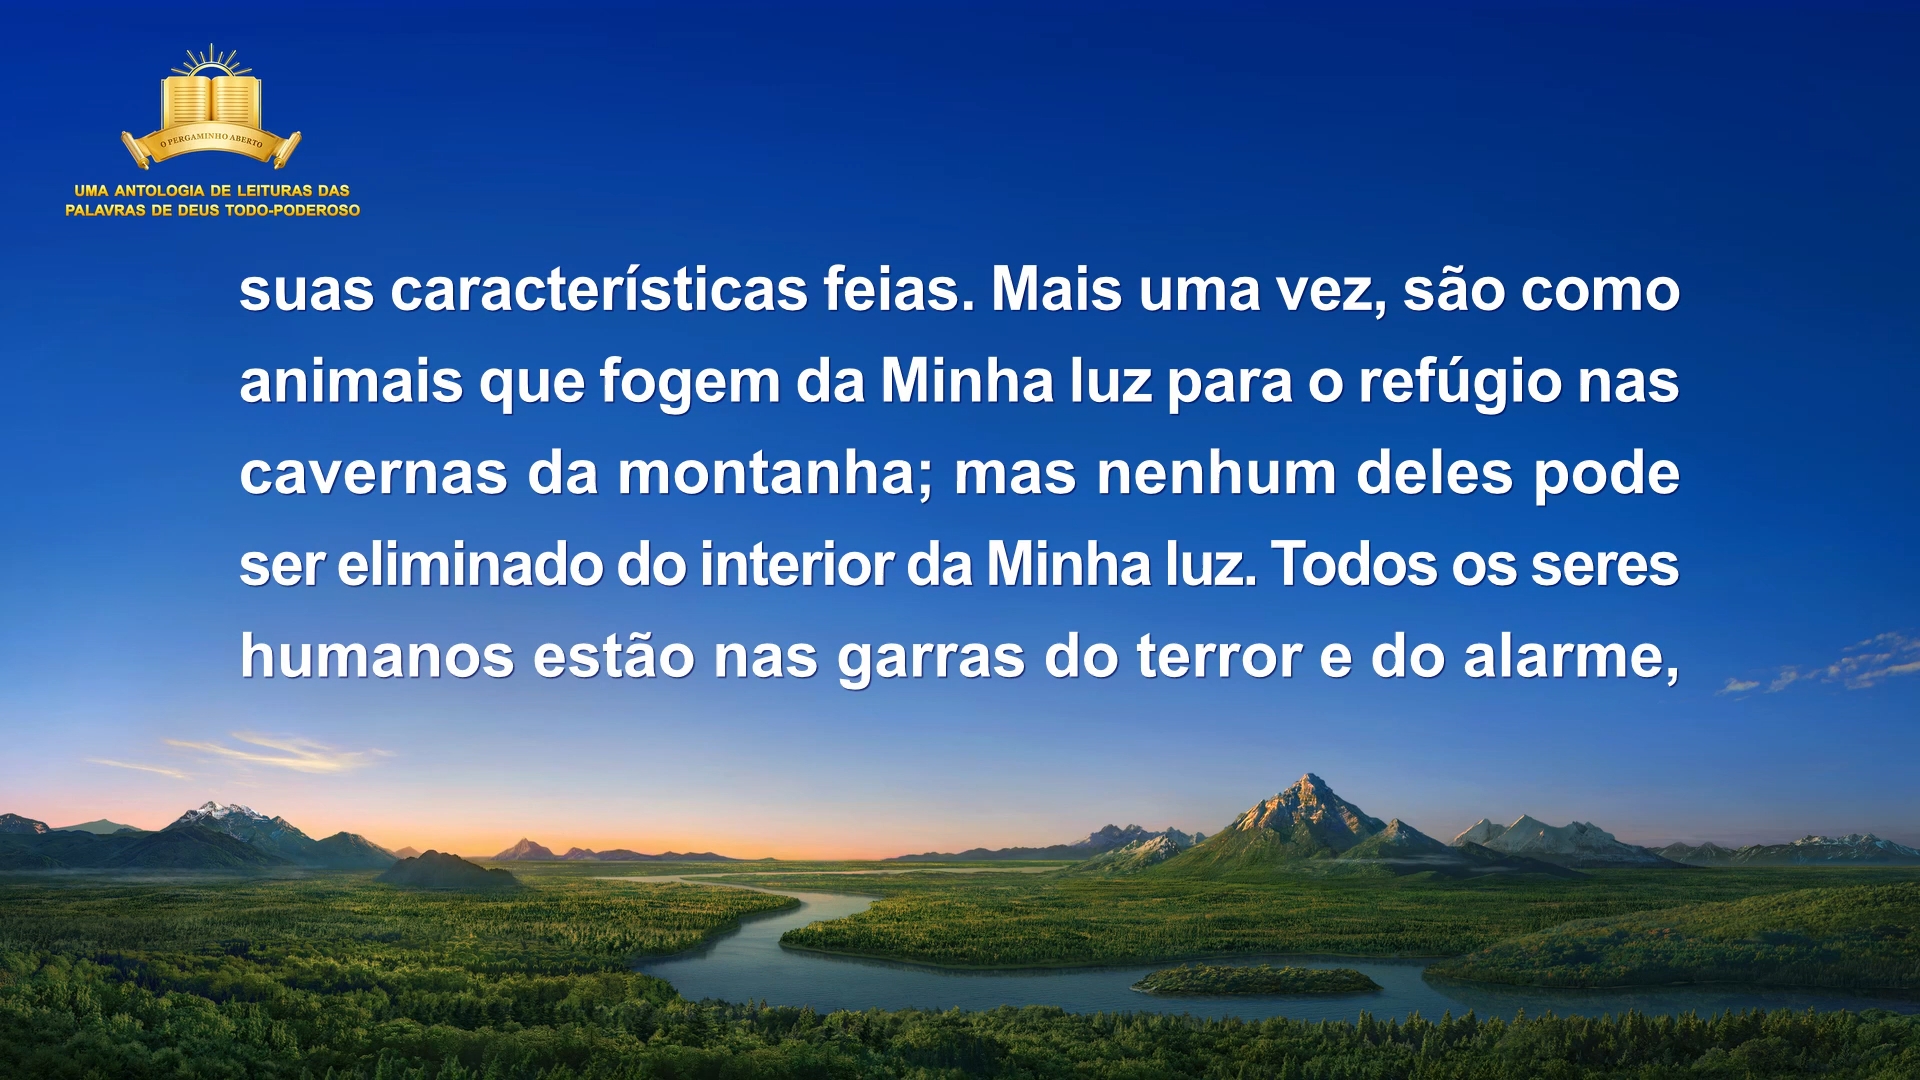 O PERGAMINHO ABERTO
UMA ANTOLOGIA DE LEITURAS DAS
PALAVRAS DE DEUS TODO-PODEROSO
suas características feias. Mais uma vez, são como
animais que fogem da Minha luz para o refúgio nas
cavernas da montanha; mas nenhum deles pode
ser eliminado do interior da Minha luz. Todos os seres
humanos estão nas garras do terror e do alarme,